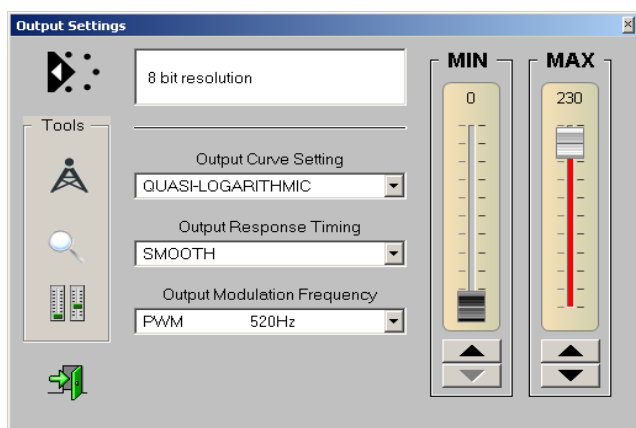 Output Settings
8 bit resolution
Tools
Output Curve Setting
QUASI-LOGARITHMIC
Output Response Timing
SMOOTH
Output Modulation Frequency
PWM 520Hz
MIN
0
MAX
230